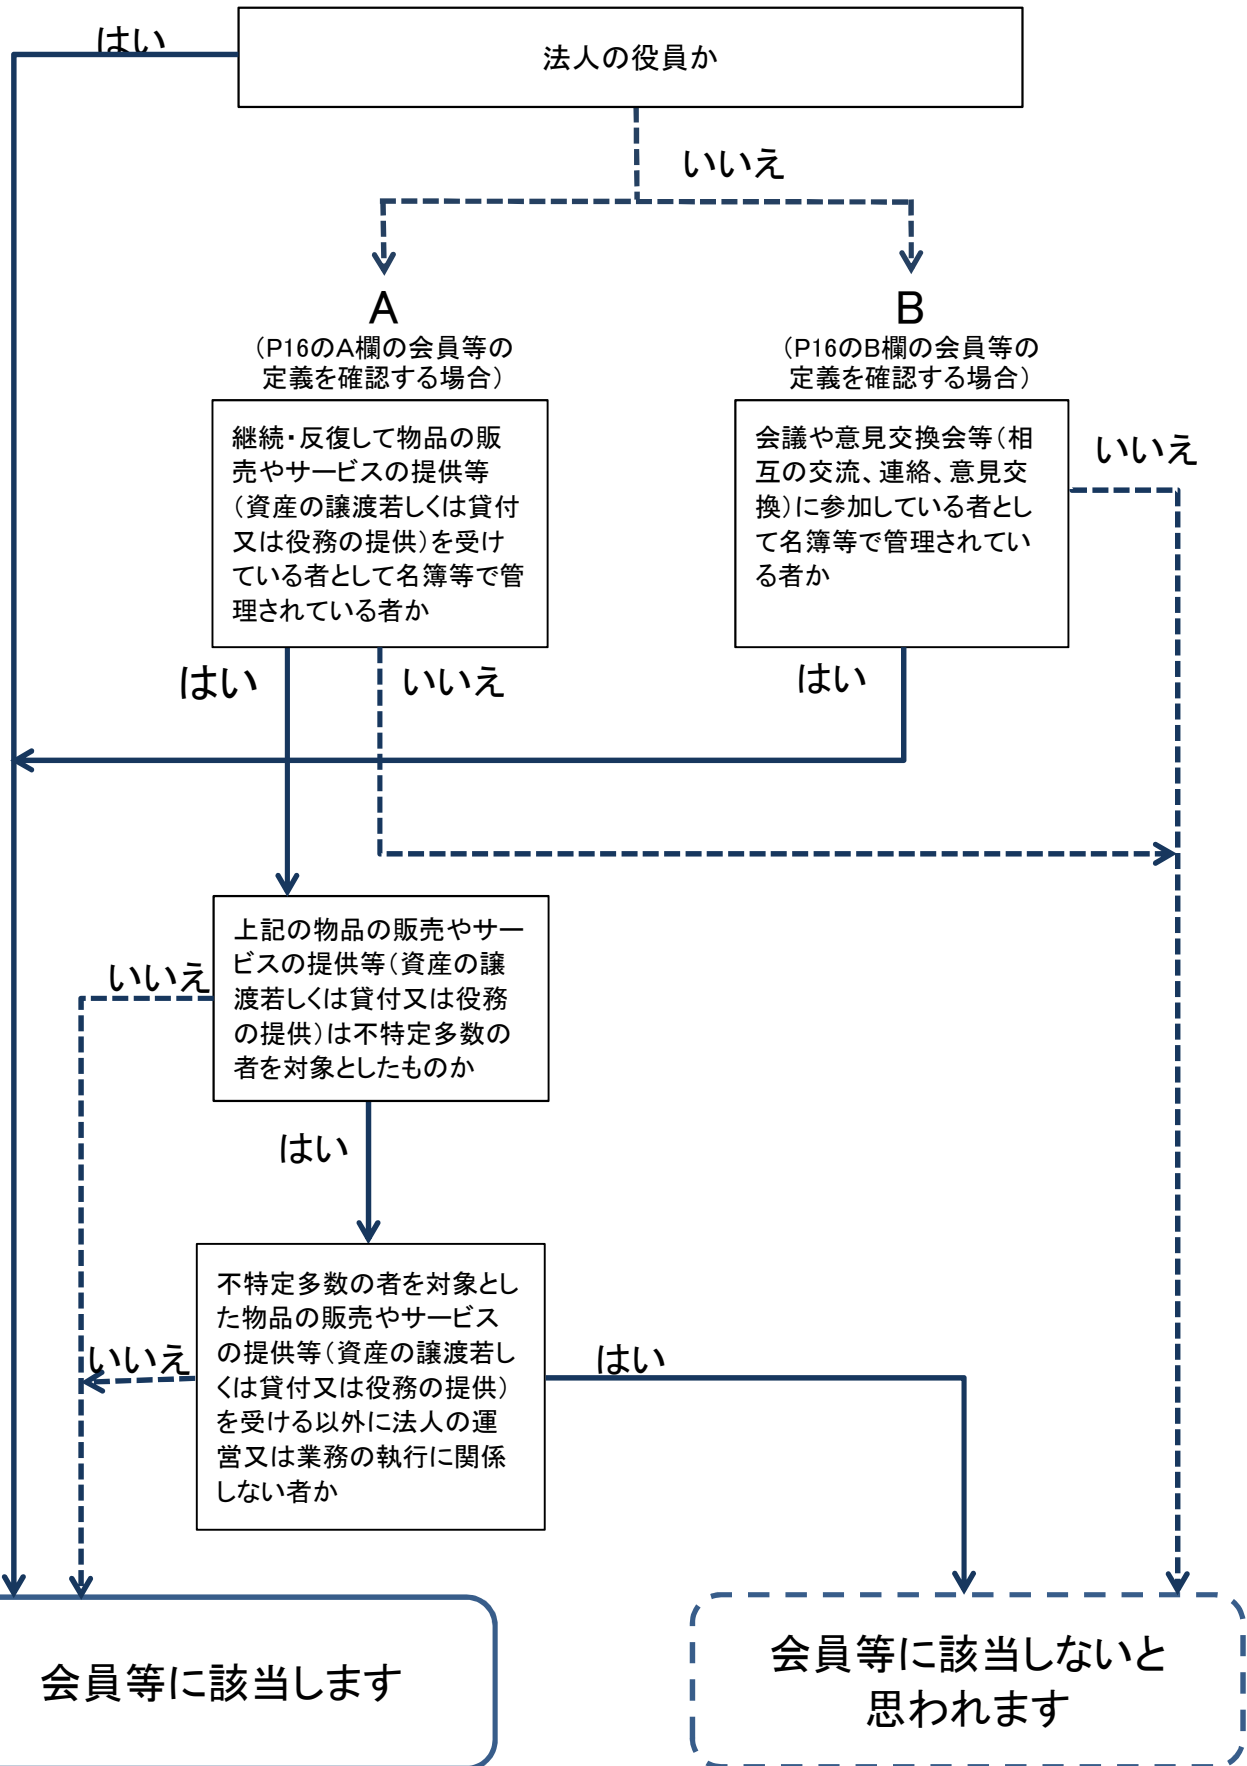 はい
法人の役員か
いいえ
A
（P16のA欄の会員等の
定義を確認する場合）
B
（P16のB欄の会員等の
定義を確認する場合）
継続・反復して物品の販
売やサービスの提供等
（資産の譲渡若しくは貸付
又は役務の提供）を受け
ている者として名簿等で管
理されている者か
会議や意見交換会等（相
互の交流、連絡、意見交
換）に参加している者とし
て名簿等で管理されてい
る者か
いいえ
はい
いいえ
はい
上記の物品の販売やサー
ビスの提供等（資産の譲
渡若しくは貸付又は役務
の提供）は不特定多数の
者を対象としたものか
いいえ
はい
不特定多数の者を対象とし
た物品の販売やサービス
の提供等（資産の譲渡若し
くは貸付又は役務の提供）
を受ける以外に法人の運
営又は業務の執行に関係
しない者か
いいえ
はい
会員等に該当します
会員等に該当しないと
思われます